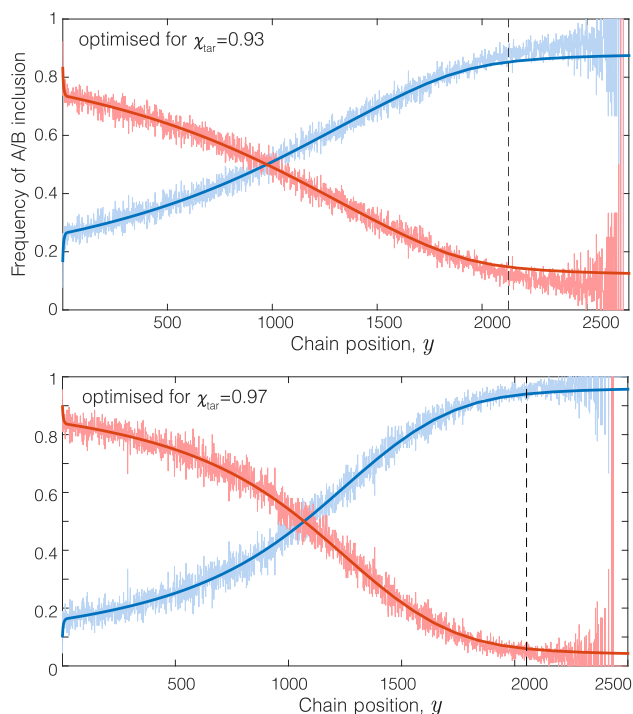 optimised for χtar=0.93
Frequency of A/B inclusion
1
0.8
0.6
0.4
0.2
0
500 1000 1500 2000 2500
Chain position, y
optimised for χtar=0.97
1
0.8
0.6
0.4
0.2
0
500 1000 1500 2000 2500
Chain position, y